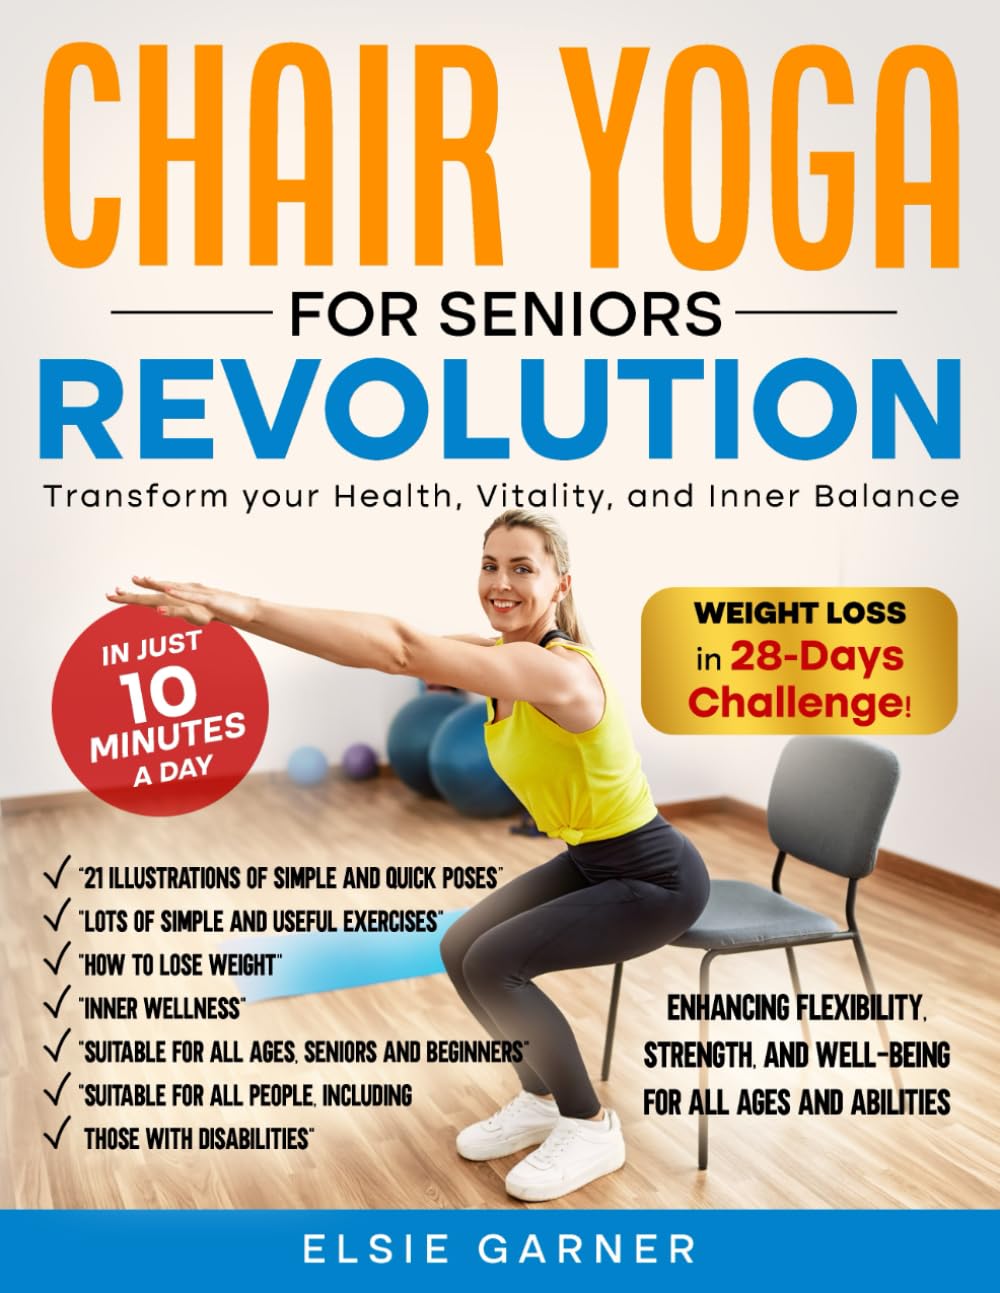 CHAIR YOGA
FOR SENIORS
REVOLUTION
Transform your Health, Vitality, and Inner Balance
IN JUST
10
MINUTES
A DAY
WEIGHT LOSS
in 28-Days
Challenge!
✓ "21 ILLUSTRATIONS OF SIMPLE AND QUICK POSES"
✓ "LOTS OF SIMPLE AND USEFUL EXERCISES"
✓ "HOW TO LOSE WEIGHT"
✓ "INNER WELLNESS"
✓ "SUITABLE FOR ALL AGES, SENIORS AND BEGINNERS"
✓ "SUITABLE FOR ALL PEOPLE, INCLUDING
✓ THOSE WITH DISABILITIES"
ENHANCING FLEXIBILITY,
STRENGTH, AND WELL-BEING
FOR ALL AGES AND ABILITIES
ELSIE GARNER